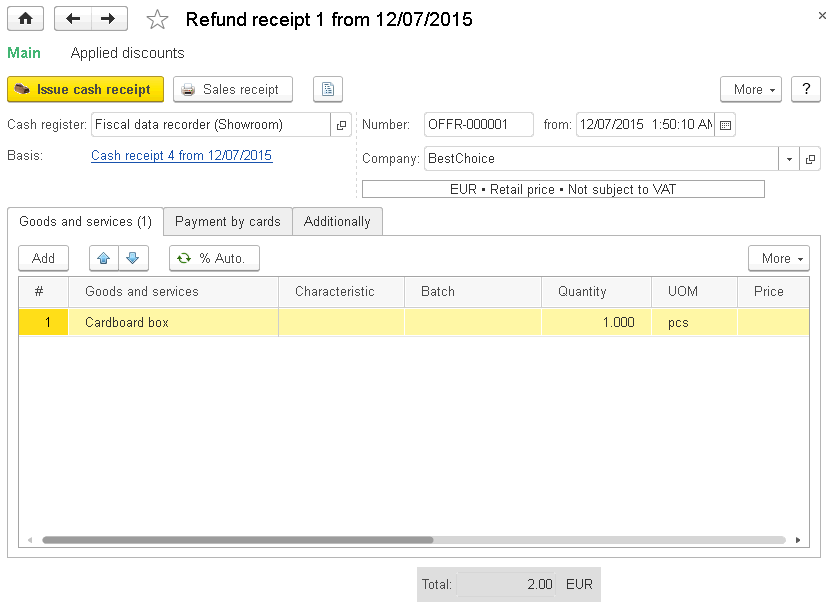 Refund receipt 1 from 12/07/2015
Main Applied discounts
Issue cash receipt Sales receipt More ?
Cash register: Fiscal data recorder (Showroom) Number: OFFR-000001 from: 12/07/2015 1:50:10 AM
Basis: Cash receipt 4 from 12/07/2015 Company: BestChoice
EUR • Retail price • Not subject to VAT
Goods and services (1) Payment by cards Additionally
Add % Auto. More
# Goods and services Characteristic Batch Quantity UOM Price
1 Cardboard box 1.000 pcs
Total: 2.00 EUR